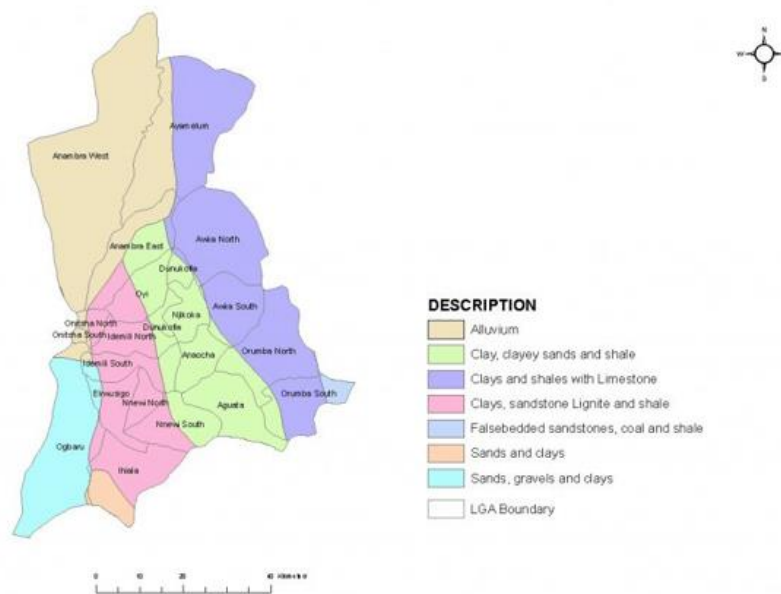 N
W
S
Ayamelum
Anambra West
Awka North
Anambra East
Dunukofia
Oyi
Awka South
Njikoka
Onitsha North
Dunukofia
Onitsha South
Idemili North
Orumba North
Anaocha
Idemili South
Orumba South
Ekwusigo
Nnewi North
Aguata
Nnewi South
Ogbaru
Ihiala
DESCRIPTION
Alluvium
Clay, clayey sands and shale
Clays and shales with Limestone
Clays, sandstone Lignite and shale
Falsebedded sandstones, coal and shale
Sands and clays
Sands, gravels and clays
LGA Boundary
0 10 20 40 Kilometer